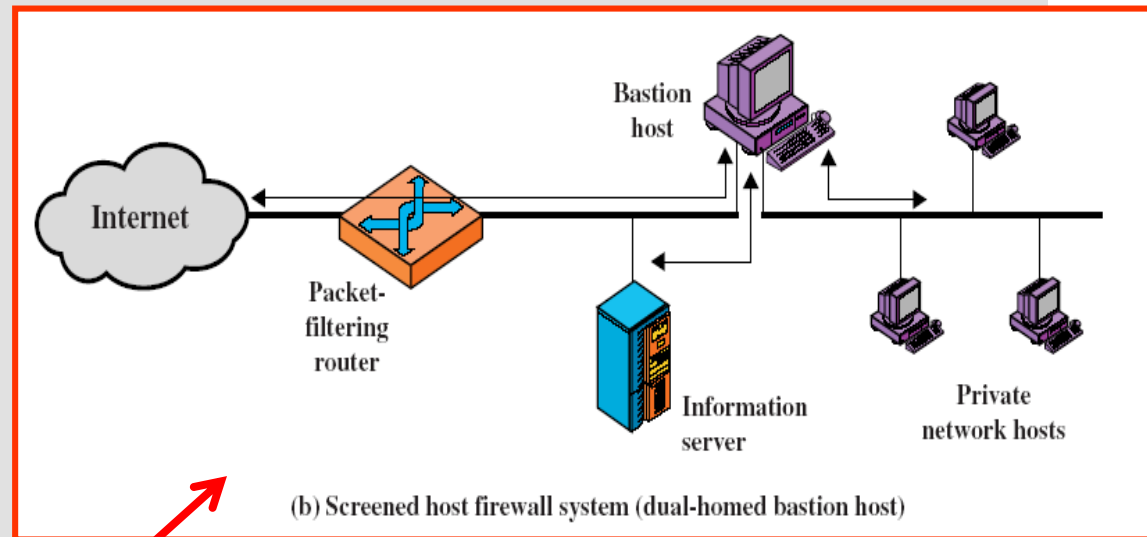 Bastion
host
Internet
Packet-
filtering
router
Information
server
Private
network hosts
(b) Screened host firewall system (dual-homed bastion host)